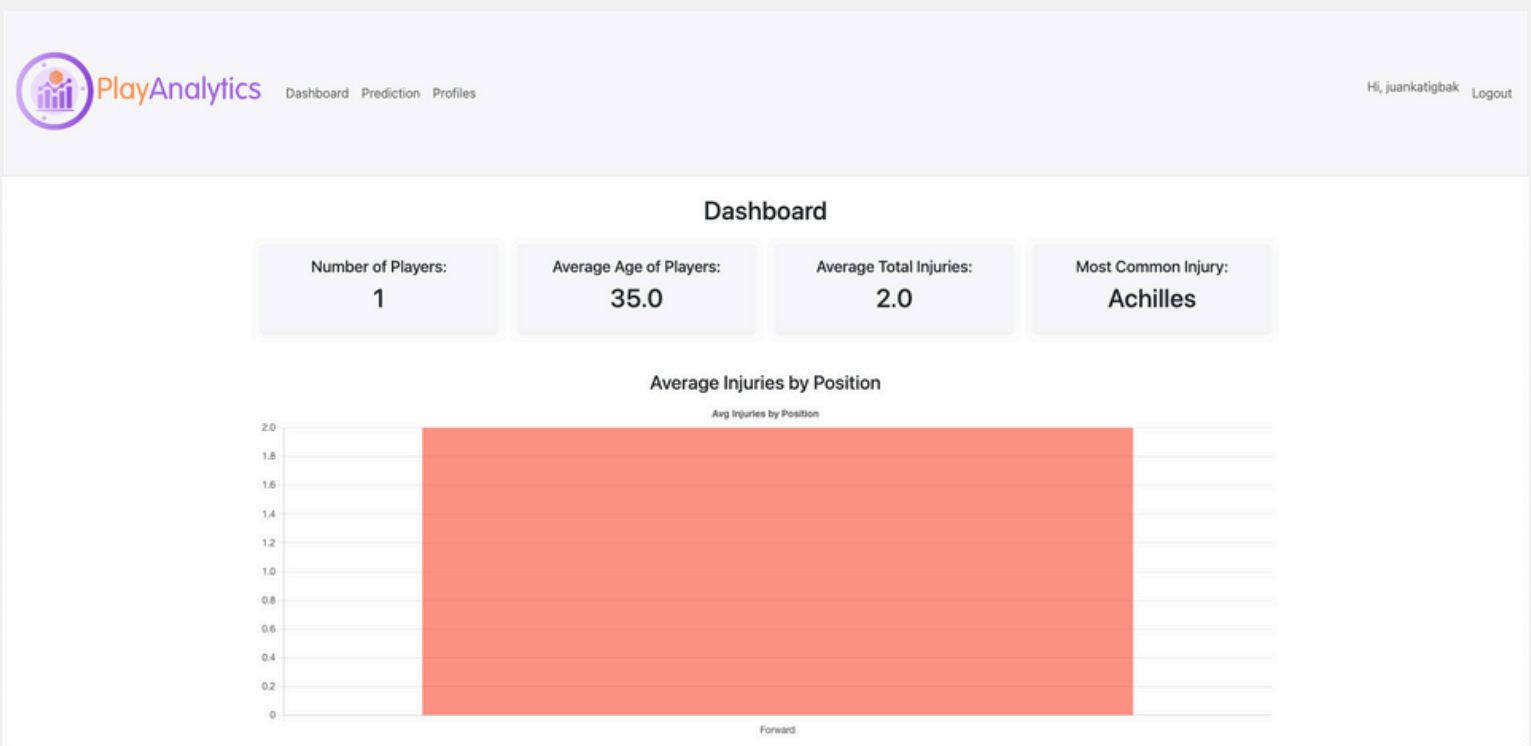 PlayAnalytics
Dashboard Prediction Profiles
Hi, juankatigbak Logout
Dashboard
Number of Players:
1
Average Age of Players:
35.0
Average Total Injuries:
2.0
Most Common Injury:
Achilles
Average Injuries by Position
Avg Injuries by Position
2.0
1.8
1.6
1.4
1.2
1.0
0.8
0.6
0.4
0.2
0
Forward